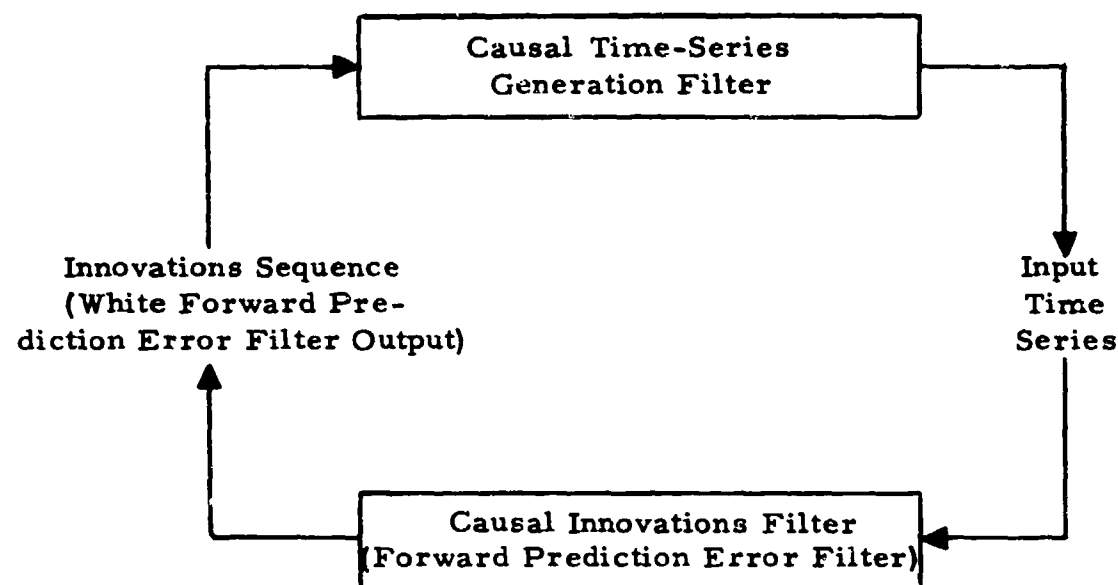 Causal Time-Series
Generation Filter
Innovations Sequence
(White Forward Pre-
diction Error Filter Output)
Input
Time
Series
Causal Innovations Filter
(Forward Prediction Error Filter)